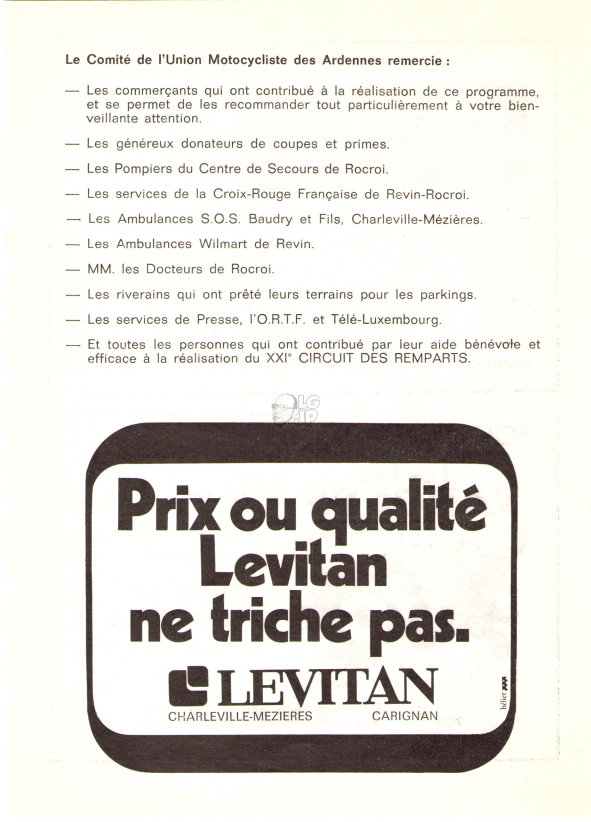 Le Comité de l'Union Motocycliste des Ardennes remercie :
— Les commerçants qui ont contribué à la réalisation de ce programme,
et se permet de les recommander tout particulièrement à votre bien-
veillante attention.
— Les généreux donateurs de coupes et primes.
— Les Pompiers du Centre de Secours de Rocroi.
— Les services de la Croix-Rouge Française de Revin-Rocroi.
— Les Ambulances S.O.S. Baudry et Fils, Charleville-Mézières.
— Les Ambulances Wilmart de Revin.
— MM. les Docteurs de Rocroi.
— Les riverains qui ont prêté leurs terrains pour les parkings.
— Les services de Presse, l'O.R.T.F. et Télé-Luxembourg.
— Et toutes les personnes qui ont contribué par leur aide bénévole et
efficace à la réalisation du XXI° CIRCUIT DES REMPARTS.
LG
JP
Prix ou qualité
Levitan
ne triche pas.
LEVITAN
CHARLEVILLE-MEZIERES CARIGNAN
bélier